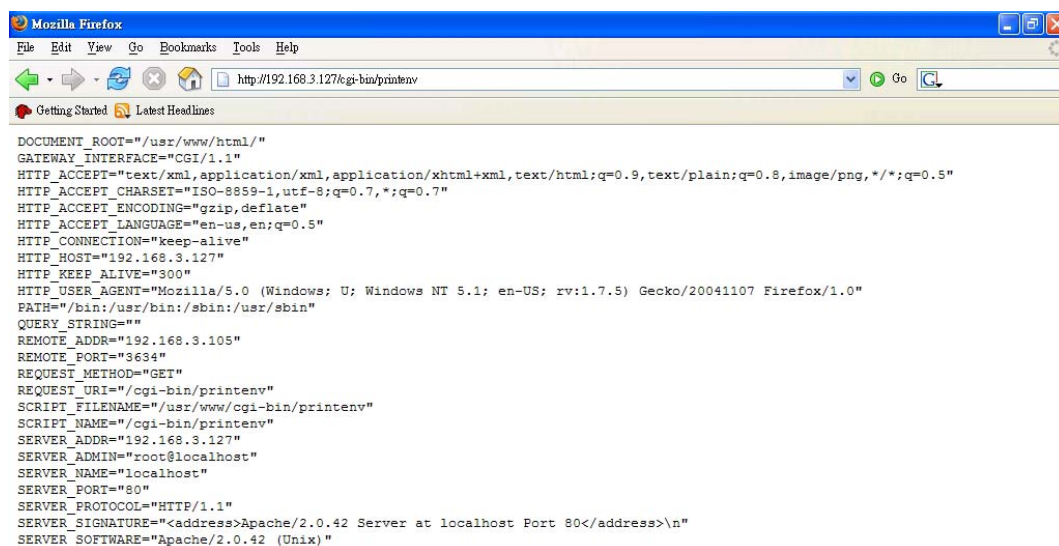 Mozilla Firefox
File Edit View Go Bookmarks Tools Help
http://192.168.3.127/cgi-bin/printenv Go G
Getting Started Latest Headlines
DOCUMENT_ROOT="/usr/www/html/"
GATEWAY_INTERFACE="CGI/1.1"
HTTP_ACCEPT="text/xml,application/xml,application/xhtml+xml,text/html;q=0.9,text/plain;q=0.8,image/png,*/*;q=0.5"
HTTP_ACCEPT_CHARSET="ISO-8859-1,utf-8;q=0.7,*;q=0.7"
HTTP_ACCEPT_ENCODING="gzip,deflate"
HTTP_ACCEPT_LANGUAGE="en-us,en;q=0.5"
HTTP_CONNECTION="keep-alive"
HTTP_HOST="192.168.3.127"
HTTP_KEEP_ALIVE="300"
HTTP_USER_AGENT="Mozilla/5.0 (Windows; U; Windows NT 5.1; en-US; rv:1.7.5) Gecko/20041107 Firefox/1.0"
PATH="/bin:/usr/bin:/sbin:/usr/sbin"
QUERY_STRING=""
REMOTE_ADDR="192.168.3.105"
REMOTE_PORT="3634"
REQUEST_METHOD="GET"
REQUEST_URI="/cgi-bin/printenv"
SCRIPT_FILENAME="/usr/www/cgi-bin/printenv"
SCRIPT_NAME="/cgi-bin/printenv"
SERVER_ADDR="192.168.3.127"
SERVER_ADMIN="root@localhost"
SERVER_NAME="localhost"
SERVER_PORT="80"
SERVER_PROTOCOL="HTTP/1.1"
SERVER_SIGNATURE="<address>Apache/2.0.42 Server at localhost Port 80</address>\n"
SERVER_SOFTWARE="Apache/2.0.42 (Unix)"